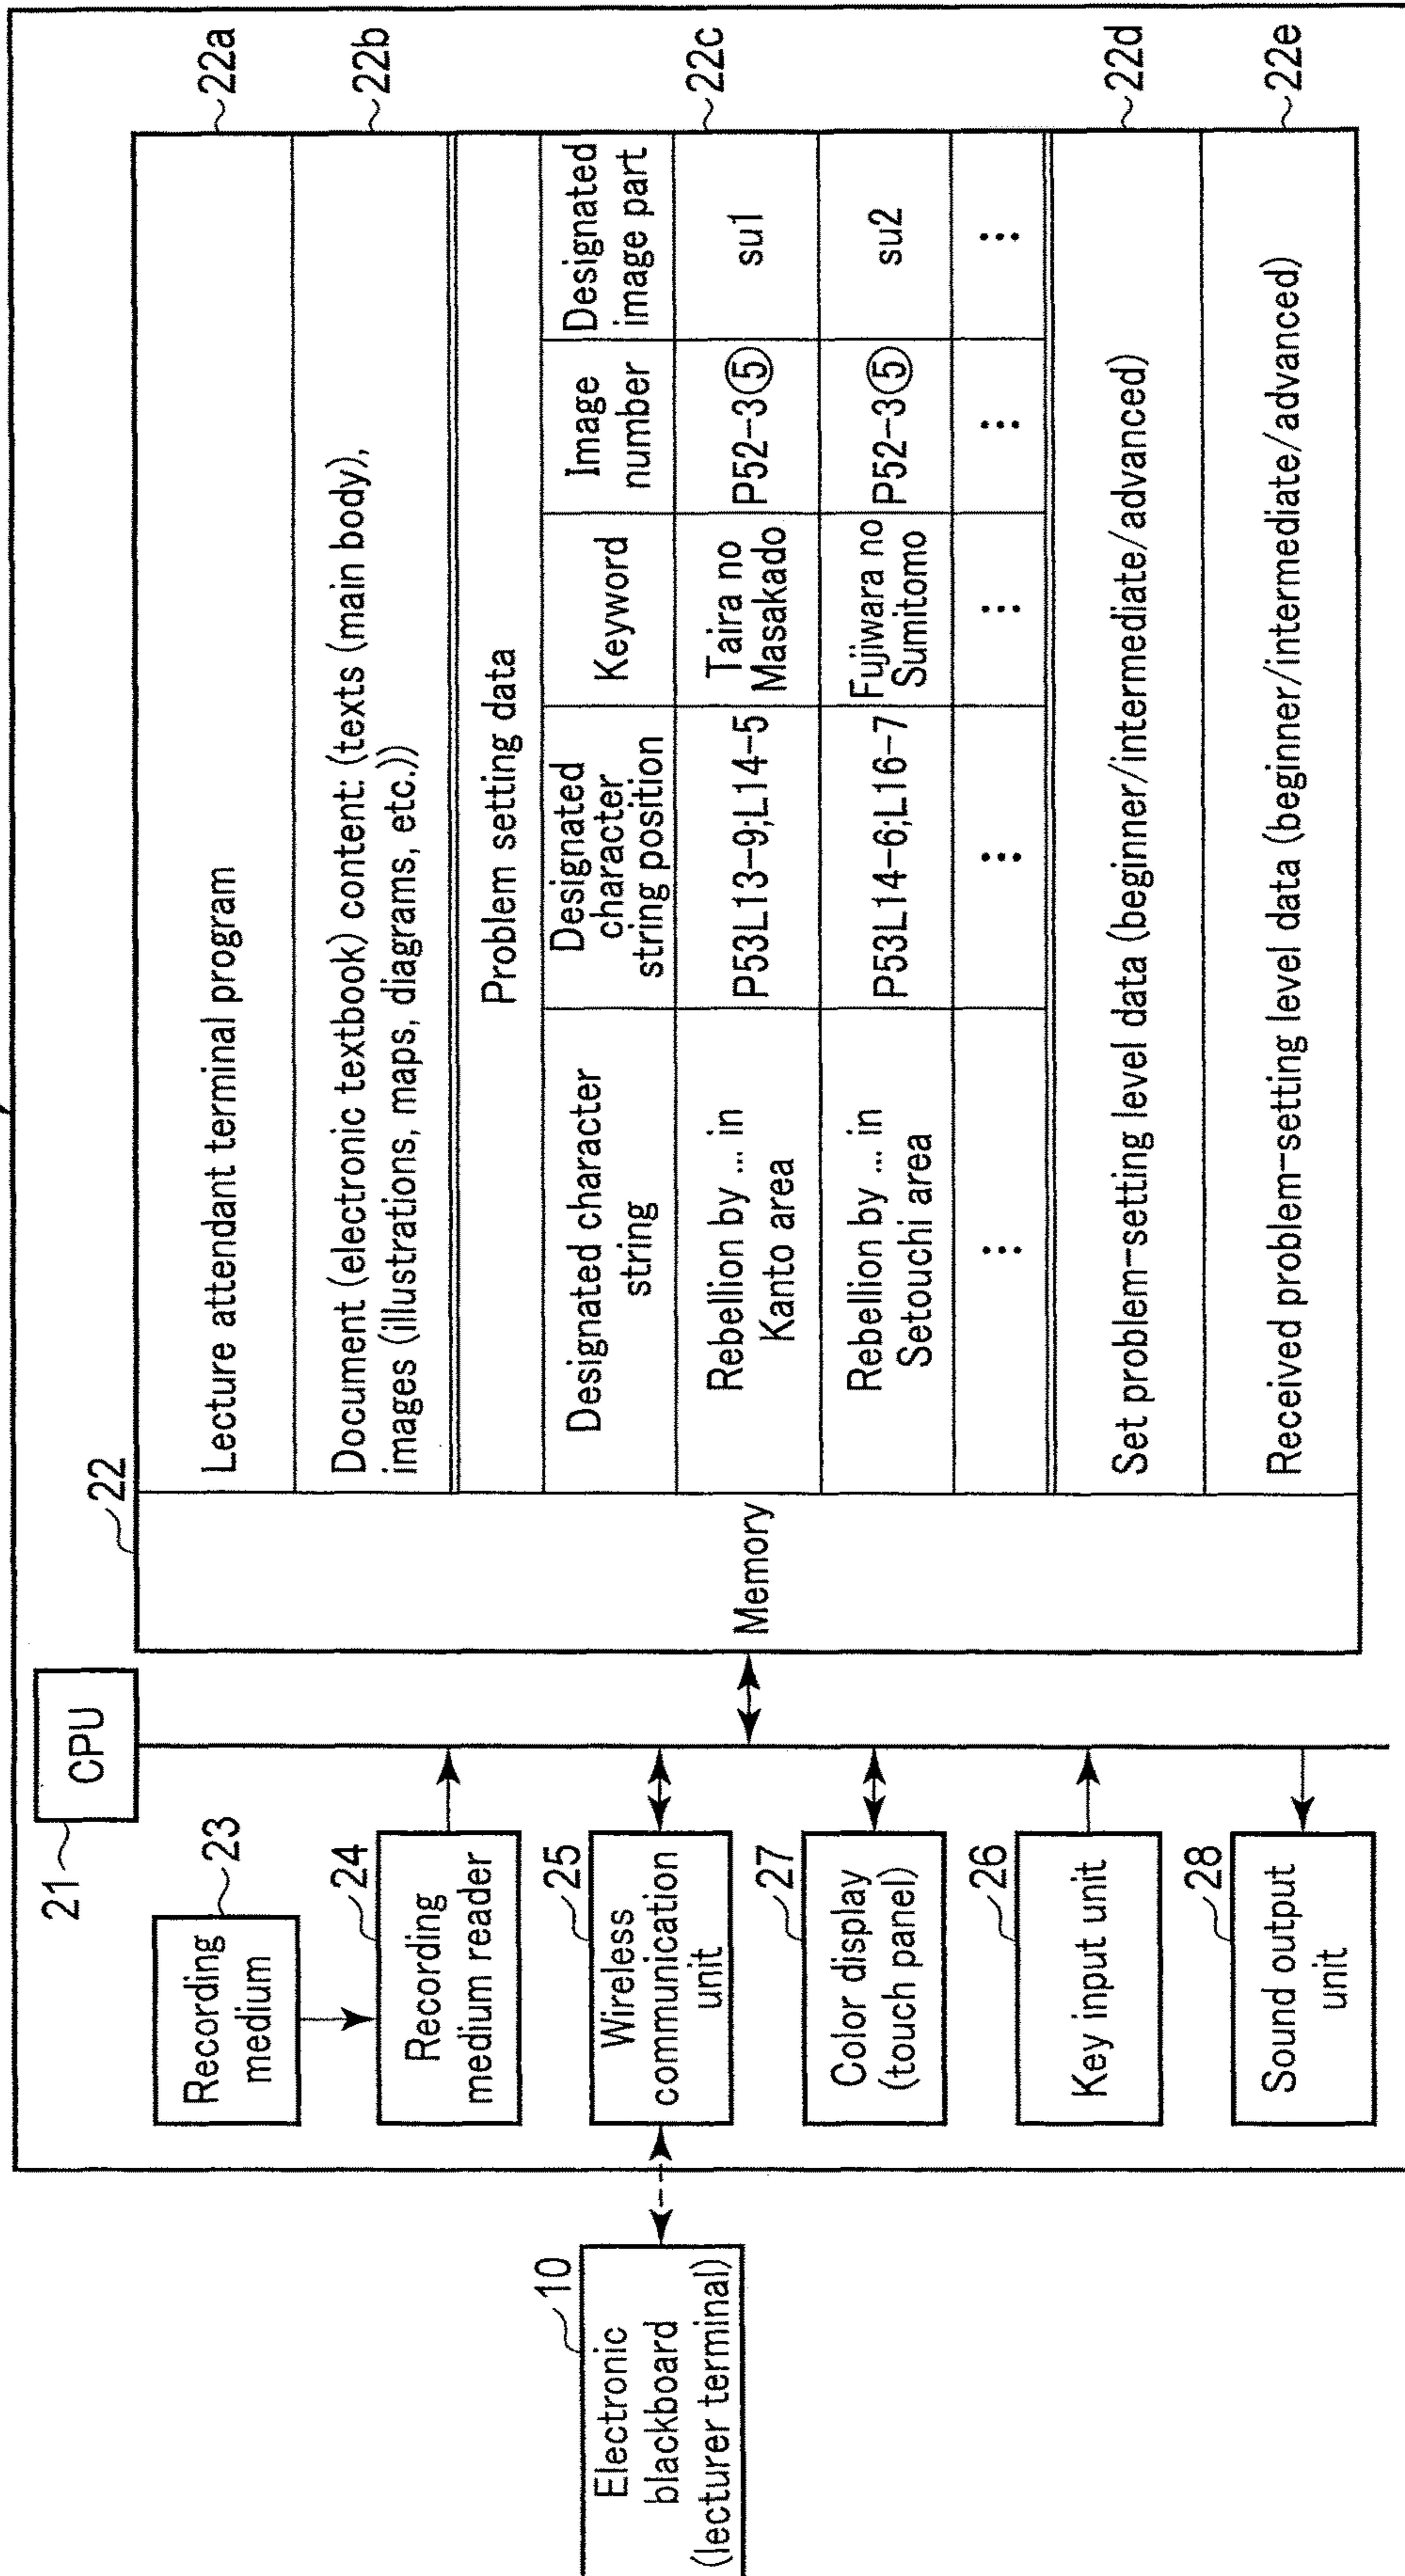 21
CPU
22
Recording
medium
23
Recording
medium reader
24
Wireless
communication
unit
25
Color display
(touch panel)
27
Key input unit
26
Sound output
unit
28
Electronic
blackboard
(lecturer terminal)
10
Memory
Lecture attendant terminal program
22a
Document (electronic textbook) content: (texts (main body),
images (illustrations, maps, diagrams, etc.))
22b
Problem setting data
22c
Designated character
string
Designated
character
string position
Keyword
Image
number
Designated
image part
Rebellion by ... in
Kanto area
P53L13-9;L14-5
Taira no
Masakado
P52-3⑤
su1
Rebellion by ... in
Setouchi area
P53L14-6;L16-7
Fujiwara no
Sumitomo
P52-3⑤
su2
⋮ ⋮ ⋮ ⋮ ⋮
Set problem-setting level data (beginner/intermediate/advanced)
22d
Received problem-setting level data (beginner/intermediate/advanced)
22e